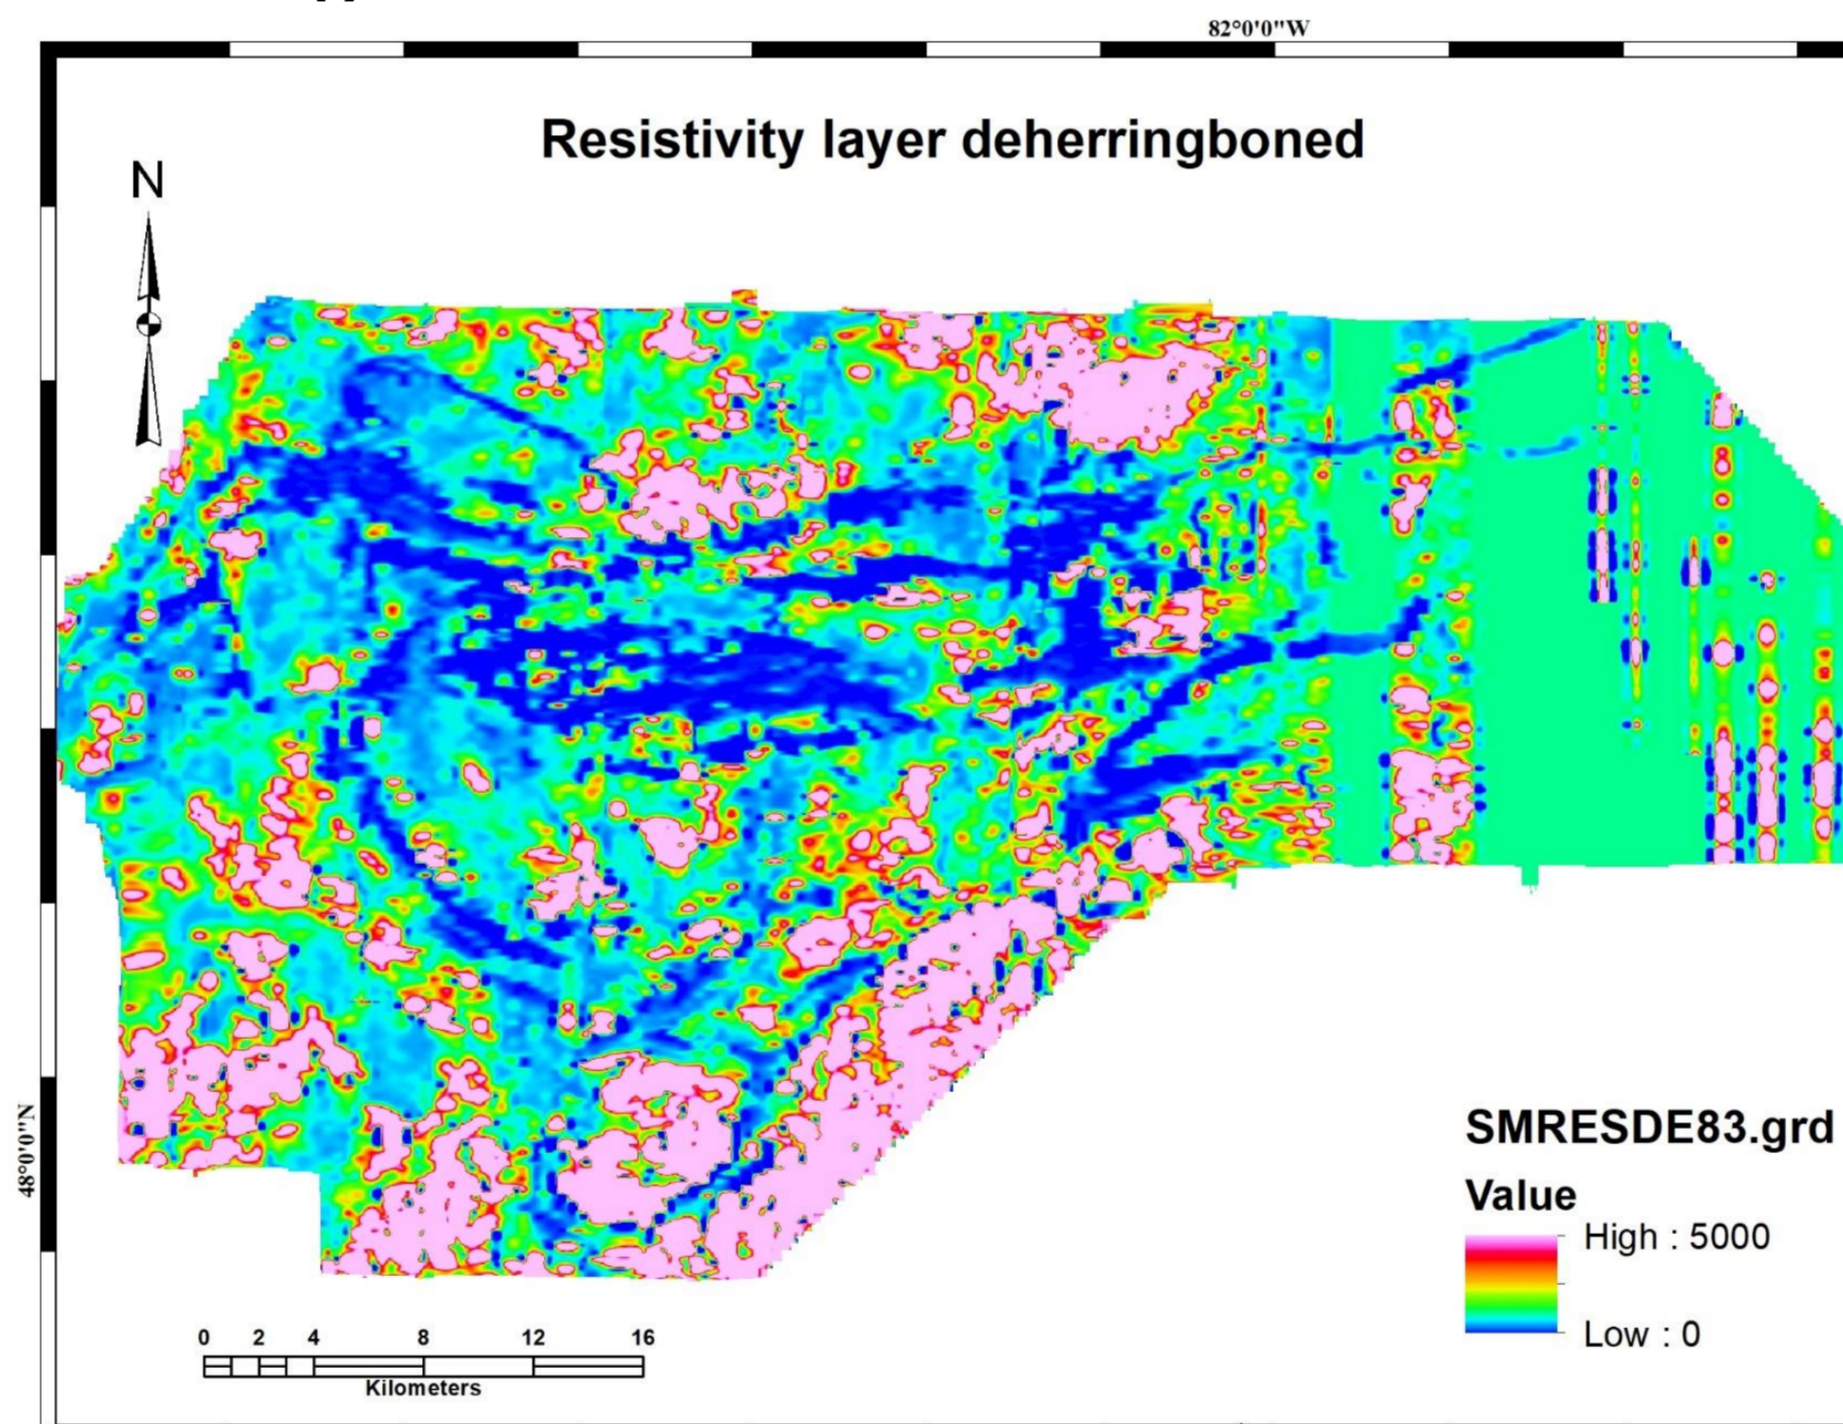 82°0'0"W
Resistivity layer deherringboned
N
48°0'0"N
SMRESDE83.grd
Value
High : 5000
Low : 0
0 2 4 8 12 16
Kilometers